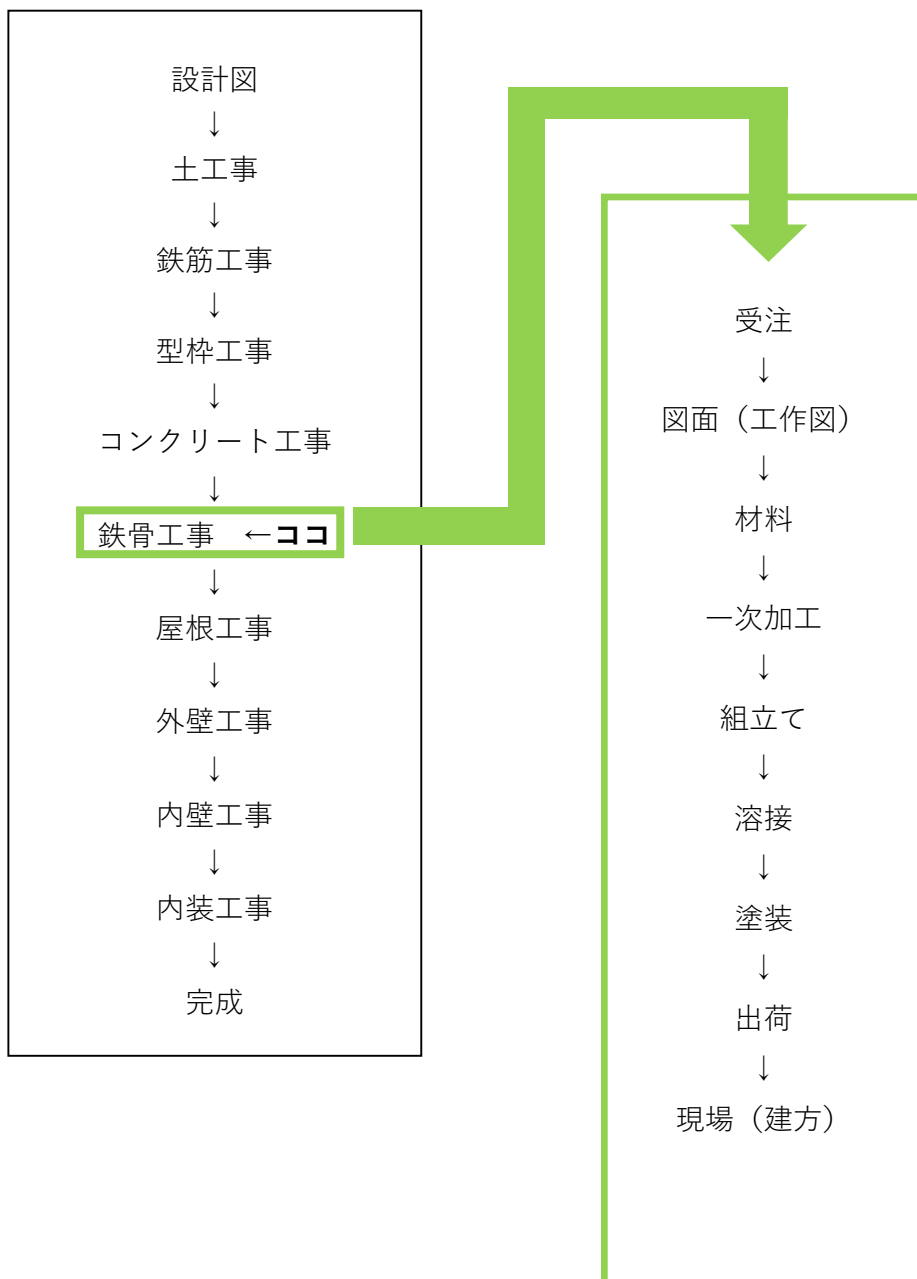 設計図
↓
土工事
↓
鉄筋工事
↓
型枠工事
↓
コンクリート工事
↓
鉄骨工事 ←ココ
↓
屋根工事
↓
外壁工事
↓
内壁工事
↓
内装工事
↓
完成
受注
↓
図面（工作図）
↓
材料
↓
一次加工
↓
組立て
↓
溶接
↓
塗装
↓
出荷
↓
現場（建方）